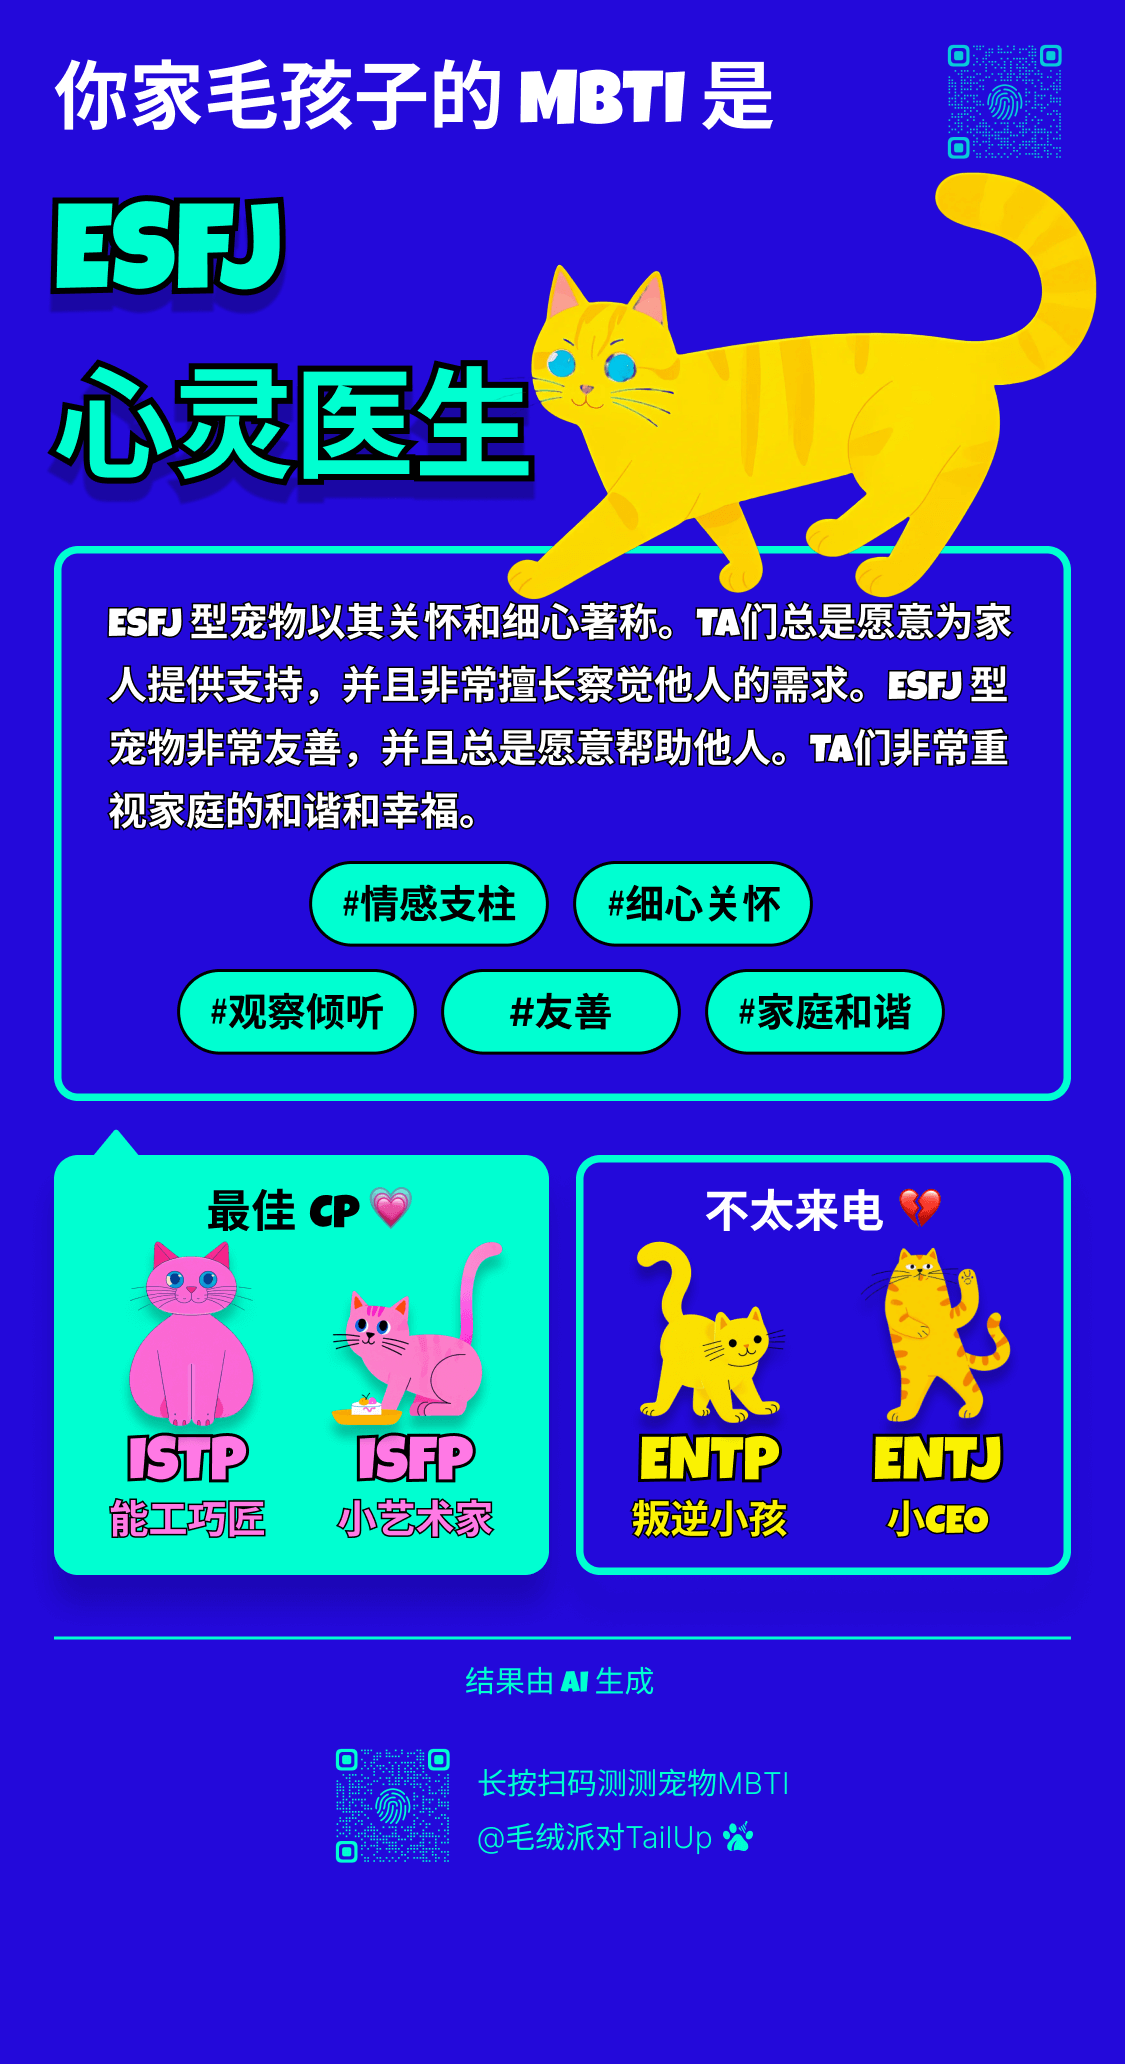 你家毛孩子的 MBTI 是
ESFJ
心灵医生
ESFJ 型宠物以其关怀和细心著称。TA们总是愿意为家
人提供支持，并且非常擅长察觉他人的需求。ESFJ 型
宠物非常友善，并且总是愿意帮助他人。TA们非常重
视家庭的和谐和幸福。
#情感支柱 #细心关怀
#观察倾听 #友善 #家庭和谐
最佳 CP
ISTP ISFP
能工巧匠 小艺术家
不太来电
ENTP ENTJ
叛逆小孩 小CEO
结果由 AI 生成
长按扫码测测宠物MBTI
@毛绒派对TailUp